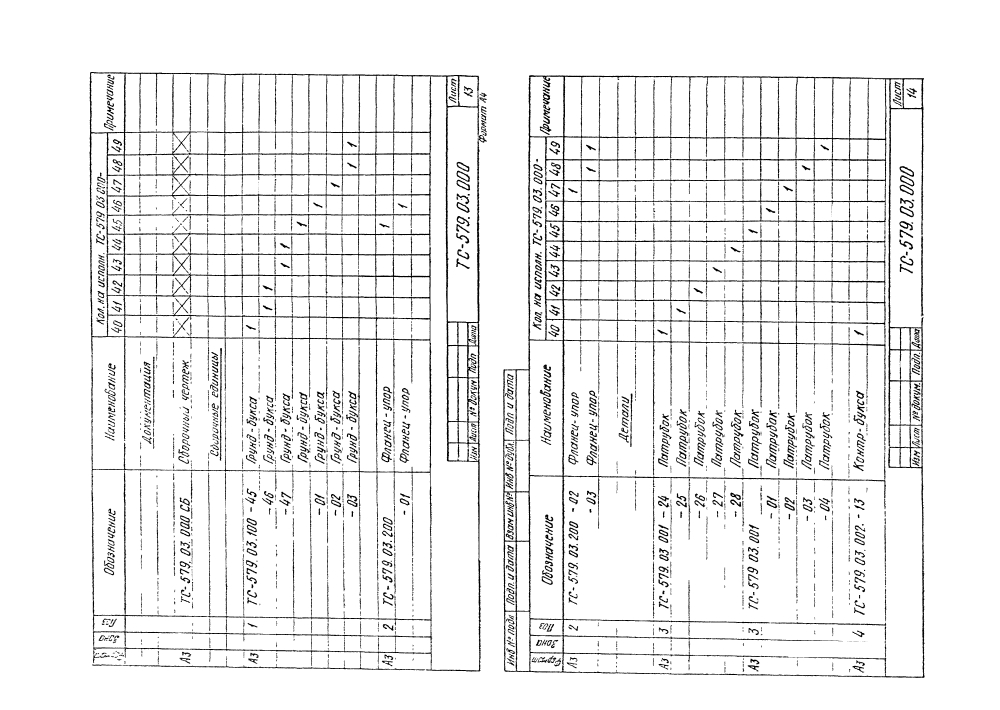 Зона Поз Обозначение Наименование Кол. на исполн. ТС-579.03.000- Примечание
40 41 42 43 44 45 46 47 48 49
Документация
А3 ТС-579.03.000 СБ Сборочный чертеж
Сборочные единицы
А3 1 ТС-579.03.100 -45 Грунд-букса 1
-46 Грунд-букса 1 1
-47 Грунд-букса 1 1
Грунд-букса 1
-01 Грунд-букса 1
-02 Грунд-букса 1
-03 Грунд-букса 1 1
А3 2 ТС-579.03.200 Фланец-упор 1
-01 Фланец-упор 1
Изм Лист № Докум Подп Дата
ТС-579.03.000
Лист
13
Формат А4
Инв № подл Подп. и дата Взам инв № Инв № дубл. Подп и дата
Формат Зона Поз Обозначение Наименование Кол. на исполн. ТС-579.03.000- Примечание
40 41 42 43 44 45 46 47 48 49
А3 2 ТС-579.03.200 -02 Фланец-упор 1
-03 Фланец-упор 1 1
Детали
А3 3 ТС-579.03.001 -24 Патрубок 1
-25 Патрубок 1
-26 Патрубок 1
-27 Патрубок 1
-28 Патрубок 1
А3 3 ТС-579.03.001 Патрубок 1
-01 Патрубок 1
-02 Патрубок 1
-03 Патрубок 1
-04 Патрубок 1
А3 4 ТС-579.03.002.-13 Контр-букса 1
Изм Лист № докум. Подп. Дата
ТС-579.03.000
Лист
14